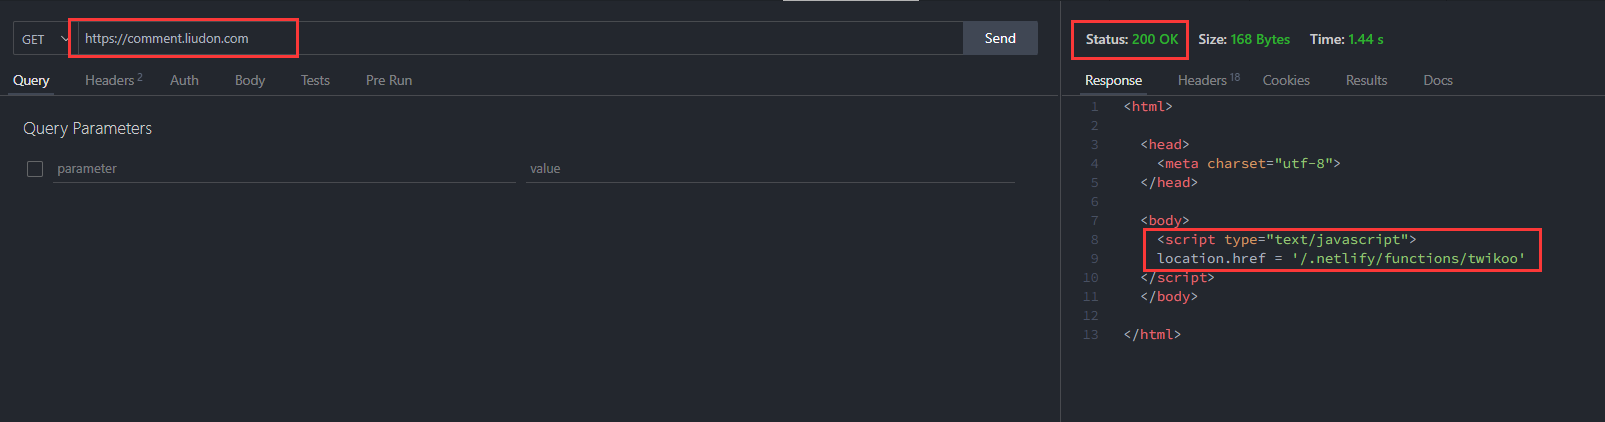 GET https://comment.liudon.com Send
Query Headers 2 Auth Body Tests Pre Run
Query Parameters
parameter value
Status: 200 OK Size: 168 Bytes Time: 1.44 s
Response Headers 18 Cookies Results Docs
1 <html>
2
3 <head>
4 <meta charset="utf-8">
5 </head>
6
7 <body>
8 <script type="text/javascript">
9 location.href = '/.netlify/functions/twikoo'
10 </script>
11 </body>
12
13 </html>